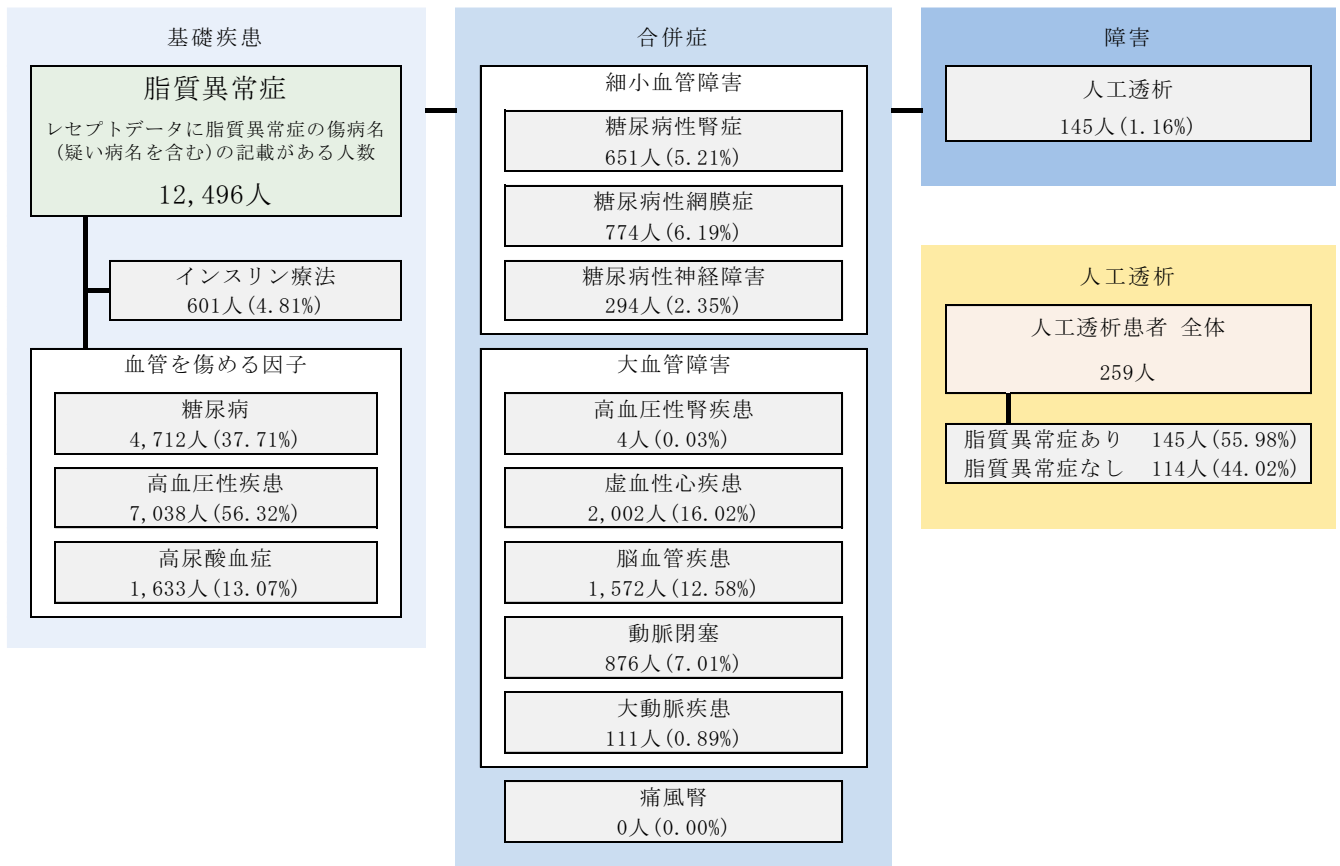 基礎疾患
脂質異常症
レセプトデータに脂質異常症の傷病名
(疑い病名を含む)の記載がある人数
12,496人
インスリン療法
601人(4.81%)
血管を傷める因子
糖尿病
4,712人(37.71%)
高血圧性疾患
7,038人(56.32%)
高尿酸血症
1,633人(13.07%)
合併症
細小血管障害
糖尿病性腎症
651人(5.21%)
糖尿病性網膜症
774人(6.19%)
糖尿病性神経障害
294人(2.35%)
大血管障害
高血圧性腎疾患
4人(0.03%)
虚血性心疾患
2,002人(16.02%)
脳血管疾患
1,572人(12.58%)
動脈閉塞
876人(7.01%)
大動脈疾患
111人(0.89%)
痛風腎
0人(0.00%)
障害
人工透析
145人(1.16%)
人工透析
人工透析患者 全体
259人
脂質異常症あり 145人(55.98%)
脂質異常症なし 114人(44.02%)